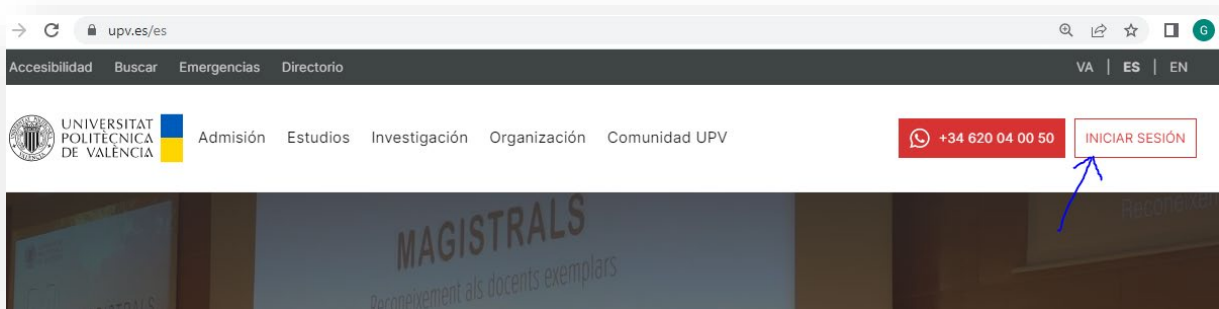 upv.es/es
G
Accesibilidad Buscar Emergencias Directorio VA | ES | EN
UNIVERSITAT
POLITÈCNICA
DE VALÈNCIA
Admisión Estudios Investigación Organización Comunidad UPV +34 620 04 00 50 INICIAR SESIÓN
MAGISTRALS
Reconeixement als docents exemplars